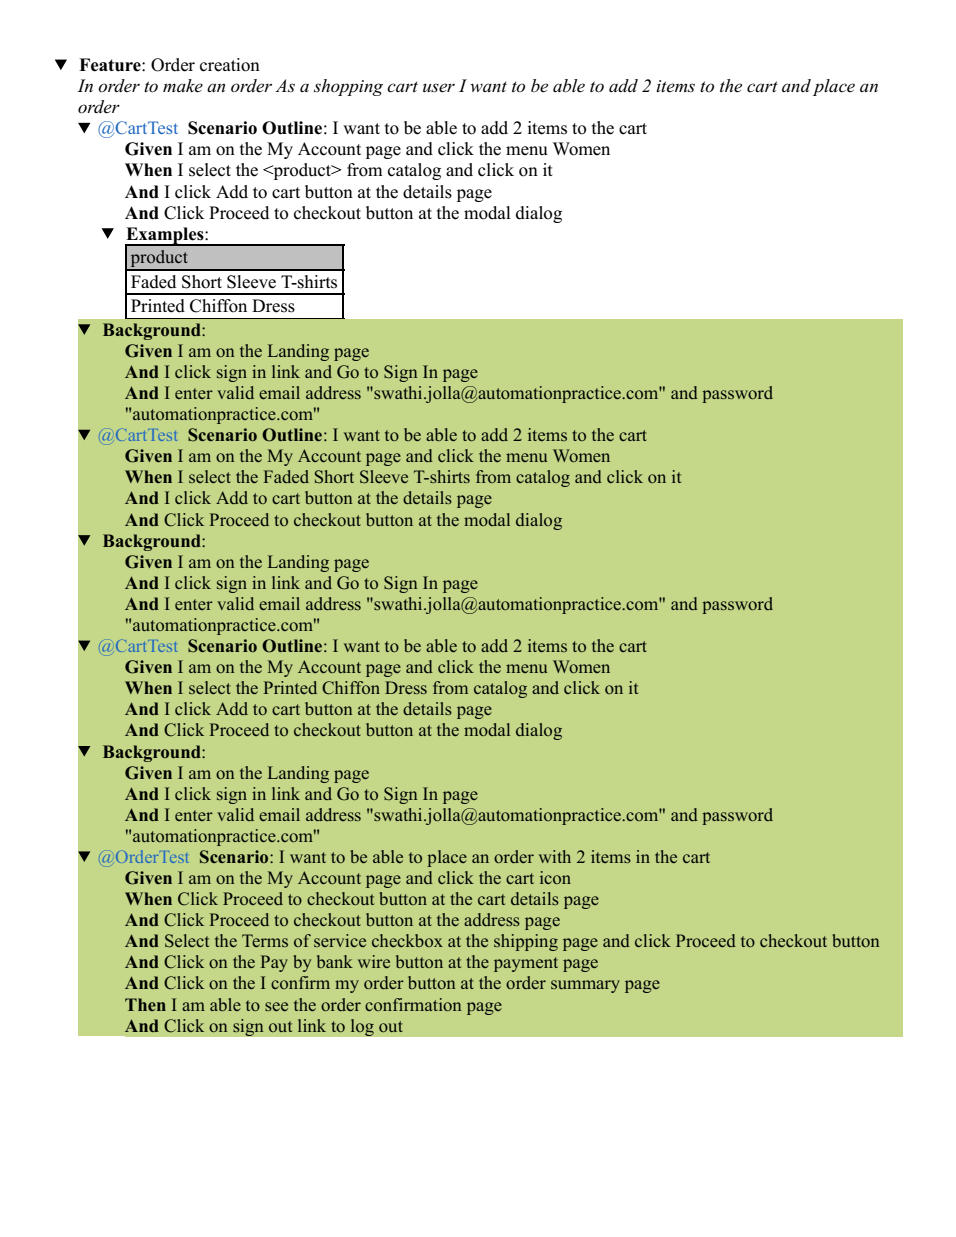 Feature: Order creation
In order to make an order As a shopping cart user I want to be able to add 2 items to the cart and place an
order
@CartTest Scenario Outline: I want to be able to add 2 items to the cart
Given I am on the My Account page and click the menu Women
When I select the <product> from catalog and click on it
And I click Add to cart button at the details page
And Click Proceed to checkout button at the modal dialog
Examples:
product
Faded Short Sleeve T-shirts
Printed Chiffon Dress
Background:
Given I am on the Landing page
And I click sign in link and Go to Sign In page
And I enter valid email address "swathi.jolla@automationpractice.com" and password
"automationpractice.com"
@CartTest Scenario Outline: I want to be able to add 2 items to the cart
Given I am on the My Account page and click the menu Women
When I select the Faded Short Sleeve T-shirts from catalog and click on it
And I click Add to cart button at the details page
And Click Proceed to checkout button at the modal dialog
Background:
Given I am on the Landing page
And I click sign in link and Go to Sign In page
And I enter valid email address "swathi.jolla@automationpractice.com" and password
"automationpractice.com"
@CartTest Scenario Outline: I want to be able to add 2 items to the cart
Given I am on the My Account page and click the menu Women
When I select the Printed Chiffon Dress from catalog and click on it
And I click Add to cart button at the details page
And Click Proceed to checkout button at the modal dialog
Background:
Given I am on the Landing page
And I click sign in link and Go to Sign In page
And I enter valid email address "swathi.jolla@automationpractice.com" and password
"automationpractice.com"
@OrderTest Scenario: I want to be able to place an order with 2 items in the cart
Given I am on the My Account page and click the cart icon
When Click Proceed to checkout button at the cart details page
And Click Proceed to checkout button at the address page
And Select the Terms of service checkbox at the shipping page and click Proceed to checkout button
And Click on the Pay by bank wire button at the payment page
And Click on the I confirm my order button at the order summary page
Then I am able to see the order confirmation page
And Click on sign out link to log out